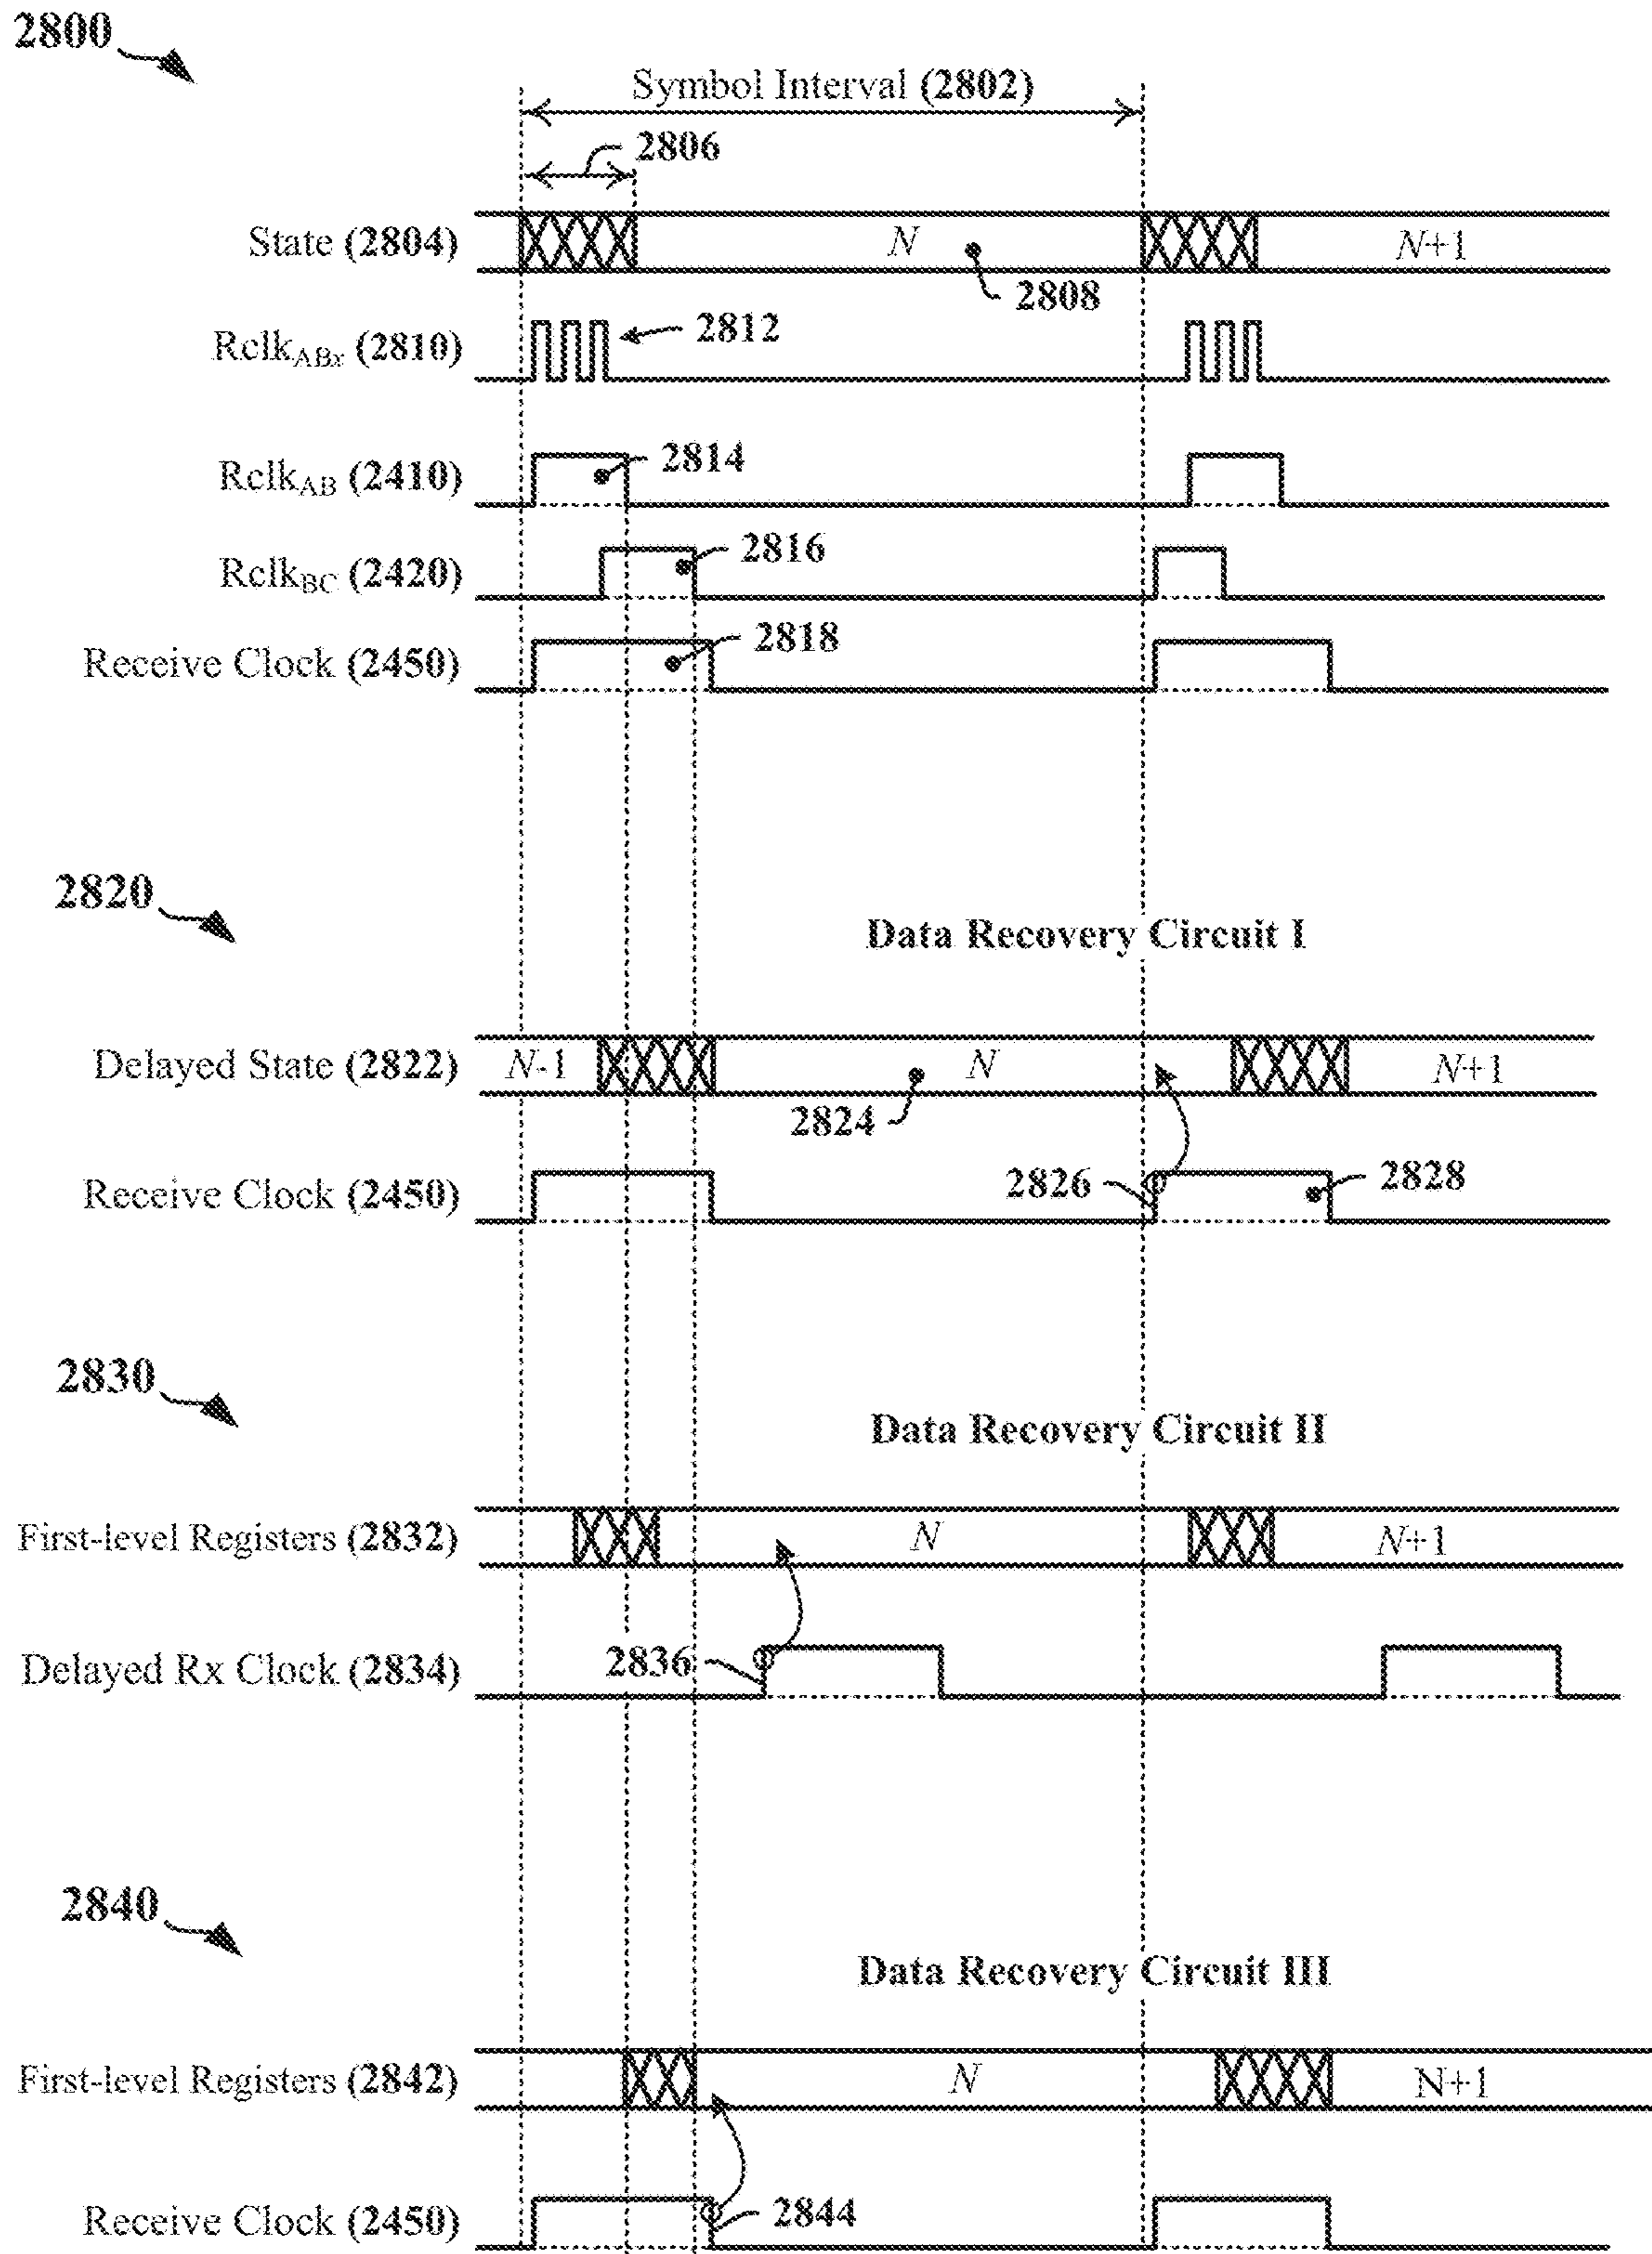 2800
Symbol Interval (2802)
2806
State (2804)
N
N+1
2808
RclkABx (2810)
2812
RclkAB (2410)
2814
RclkBC (2420)
2816
Receive Clock (2450)
2818
2820
Data Recovery Circuit I
Delayed State (2822)
N-1
N
N+1
2824
Receive Clock (2450)
2826
2828
2830
Data Recovery Circuit II
First-level Registers (2832)
N
N+1
Delayed Rx Clock (2834)
2836
2840
Data Recovery Circuit III
First-level Registers (2842)
N
N+1
Receive Clock (2450)
2844